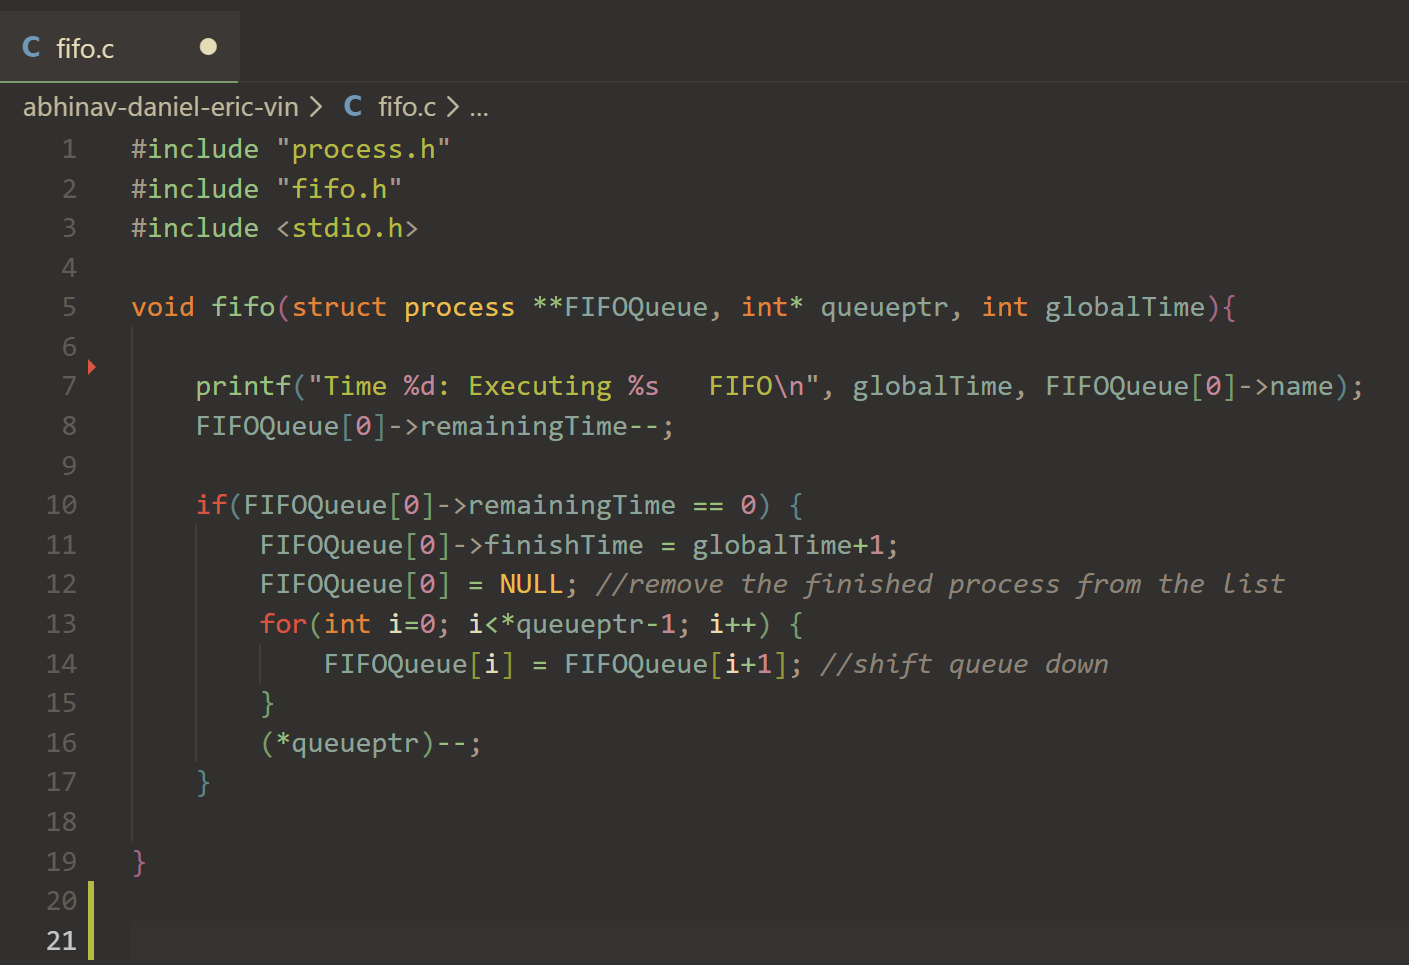 C fifo.c
abhinav-daniel-eric-vin > C fifo.c > ...
1 #include "process.h"
2 #include "fifo.h"
3 #include <stdio.h>
4
5 void fifo(struct process **FIFOQueue, int* queueptr, int globalTime){
6
7     printf("Time %d: Executing %s   FIFO\n", globalTime, FIFOQueue[0]->name);
8     FIFOQueue[0]->remainingTime--;
9
10     if(FIFOQueue[0]->remainingTime == 0) {
11         FIFOQueue[0]->finishTime = globalTime+1;
12         FIFOQueue[0] = NULL; //remove the finished process from the list
13         for(int i=0; i<*queueptr-1; i++) {
14             FIFOQueue[i] = FIFOQueue[i+1]; //shift queue down
15         }
16         (*queueptr)--;
17     }
18
19 }
20
21